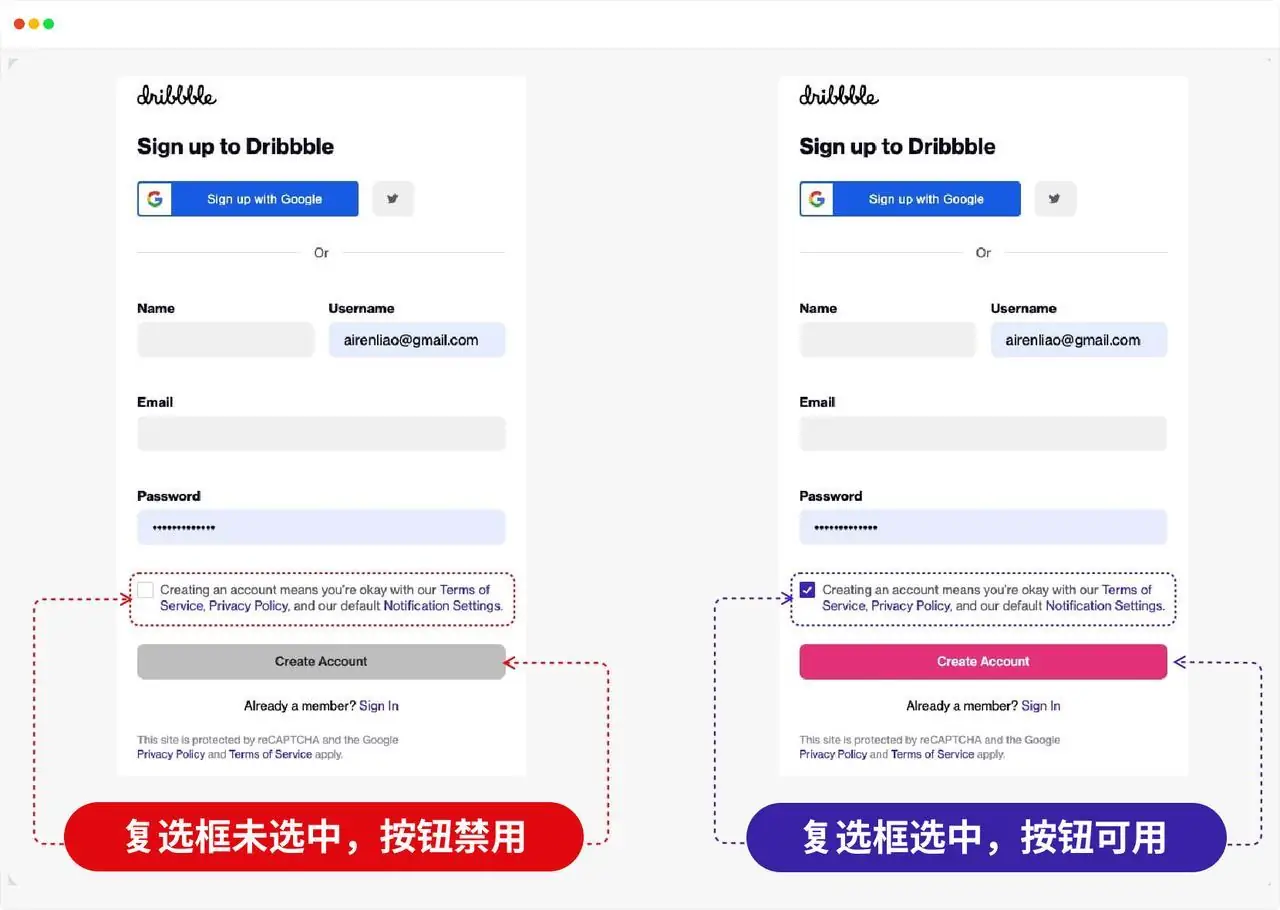 dribbble
Sign up to Dribbble
Sign up with Google
Or
Name
Username
airenliao@gmail.com
Email
Password
•••••••••••••
Creating an account means you're okay with our Terms of
Service, Privacy Policy, and our default Notification Settings.
Create Account
Already a member? Sign In
This site is protected by reCAPTCHA and the Google
Privacy Policy and Terms of Service apply.
复选框未选中，按钮禁用
dribbble
Sign up to Dribbble
Sign up with Google
Or
Name
Username
airenliao@gmail.com
Email
Password
•••••••••••••
Creating an account means you're okay with our Terms of
Service, Privacy Policy, and our default Notification Settings.
Create Account
Already a member? Sign In
This site is protected by reCAPTCHA and the Google
Privacy Policy and Terms of Service apply.
复选框选中，按钮可用